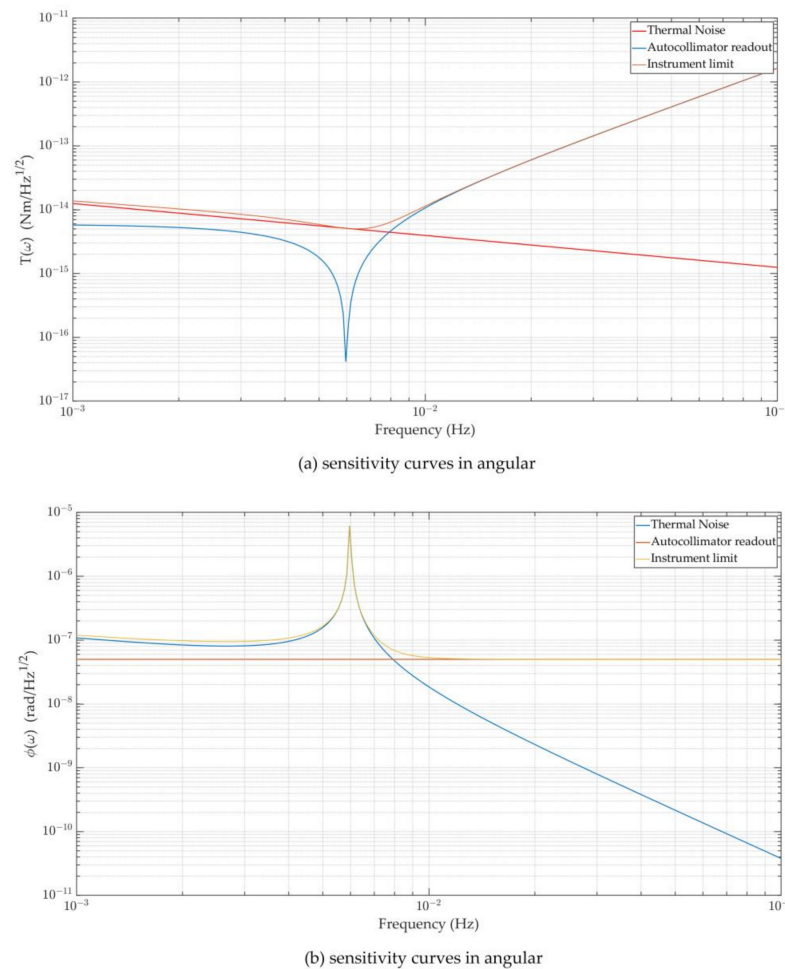 10⁻¹¹
Thermal Noise
Autocollimator readout
Instrument limit
10⁻¹²
10⁻¹³
10⁻¹⁴
10⁻¹⁵
10⁻¹⁶
10⁻¹⁷
T(ω) (Nm/Hz^1/2)
10⁻³ 10⁻² 10⁻
Frequency (Hz)
(a) sensitivity curves in angular
10⁻⁵
Thermal Noise
Autocollimator readout
Instrument limit
10⁻⁶
10⁻⁷
10⁻⁸
10⁻⁹
10⁻¹⁰
10⁻¹¹
ϕ(ω) (rad/Hz^1/2)
10⁻³ 10⁻² 10⁻
Frequency (Hz)
(b) sensitivity curves in angular